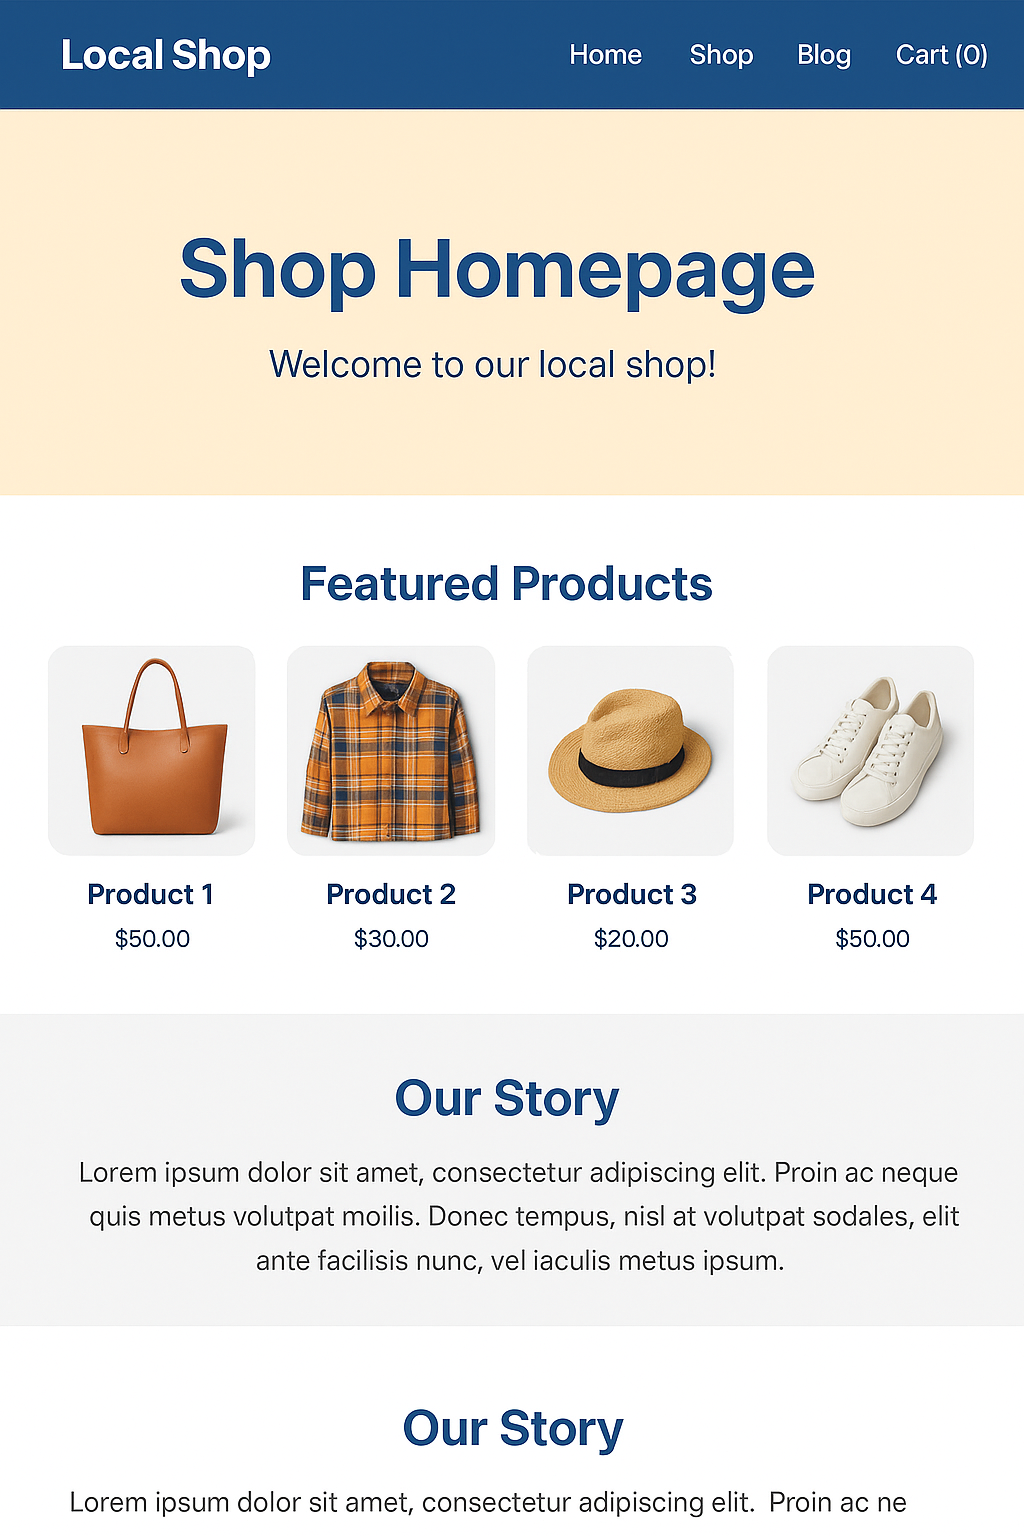 Local Shop
Home Shop Blog Cart (0)
Shop Homepage
Welcome to our local shop!
Featured Products
Product 1 Product 2 Product 3 Product 4
$50.00 $30.00 $20.00 $50.00
Our Story
Lorem ipsum dolor sit amet, consectetur adipiscing elit. Proin ac neque
quis metus volutpat moilis. Donec tempus, nisl at volutpat sodales, elit
ante facilisis nunc, vel iaculis metus ipsum.
Our Story
Lorem ipsum dolor sit amet, consectetur adipiscing elit. Proin ac ne